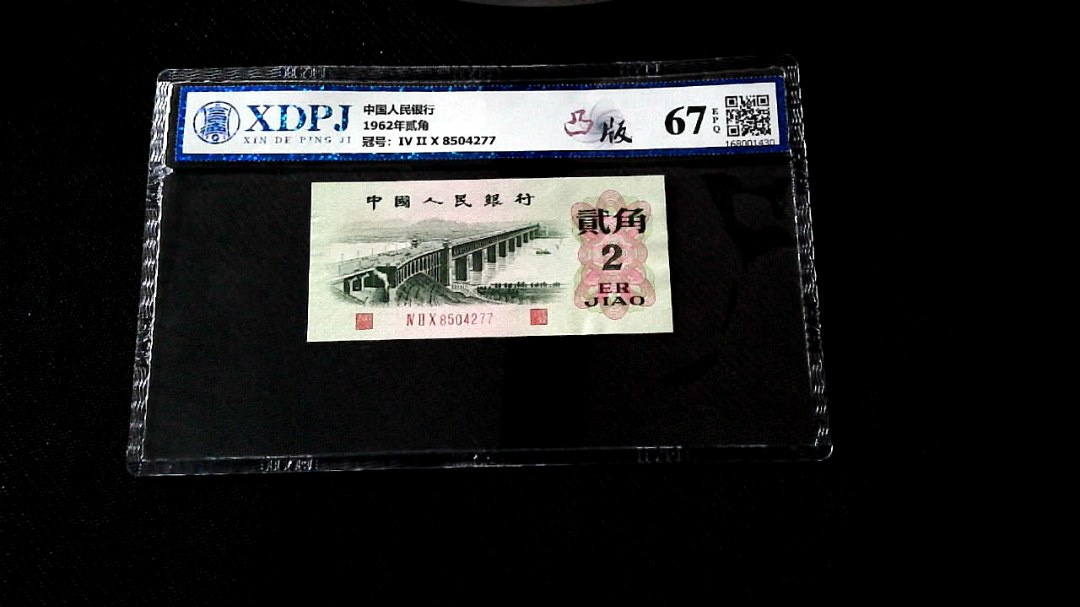 XDPJ
XIN DE PING JI
中国人民银行
1962年贰角
冠号：IV II X 8504277
凸版
67
EPQ
168001430
中國人民銀行
貳角
2
ER
JIAO
IV II X 8504277